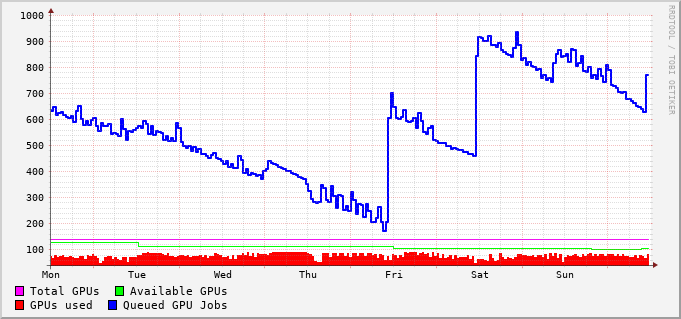 1000
900
800
700
600
500
400
300
200
100
Mon Tue Wed Thu Fri Sat Sun
Total GPUs Available GPUs
GPUs used Queued GPU Jobs
RRDTOOL / TOBI OETIKER